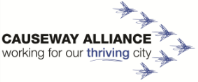 CAUSEWAY ALLIANCE
working for our thriving city